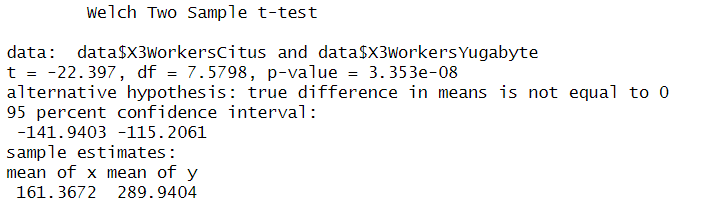 Welch Two Sample t-test
data:  data$X3WorkersCitus and data$X3WorkersYugabyte
t = -22.397, df = 7.5798, p-value = 3.353e-08
alternative hypothesis: true difference in means is not equal to 0
95 percent confidence interval:
 -141.9403 -115.2061
sample estimates:
mean of x mean of y
 161.3672  289.9404